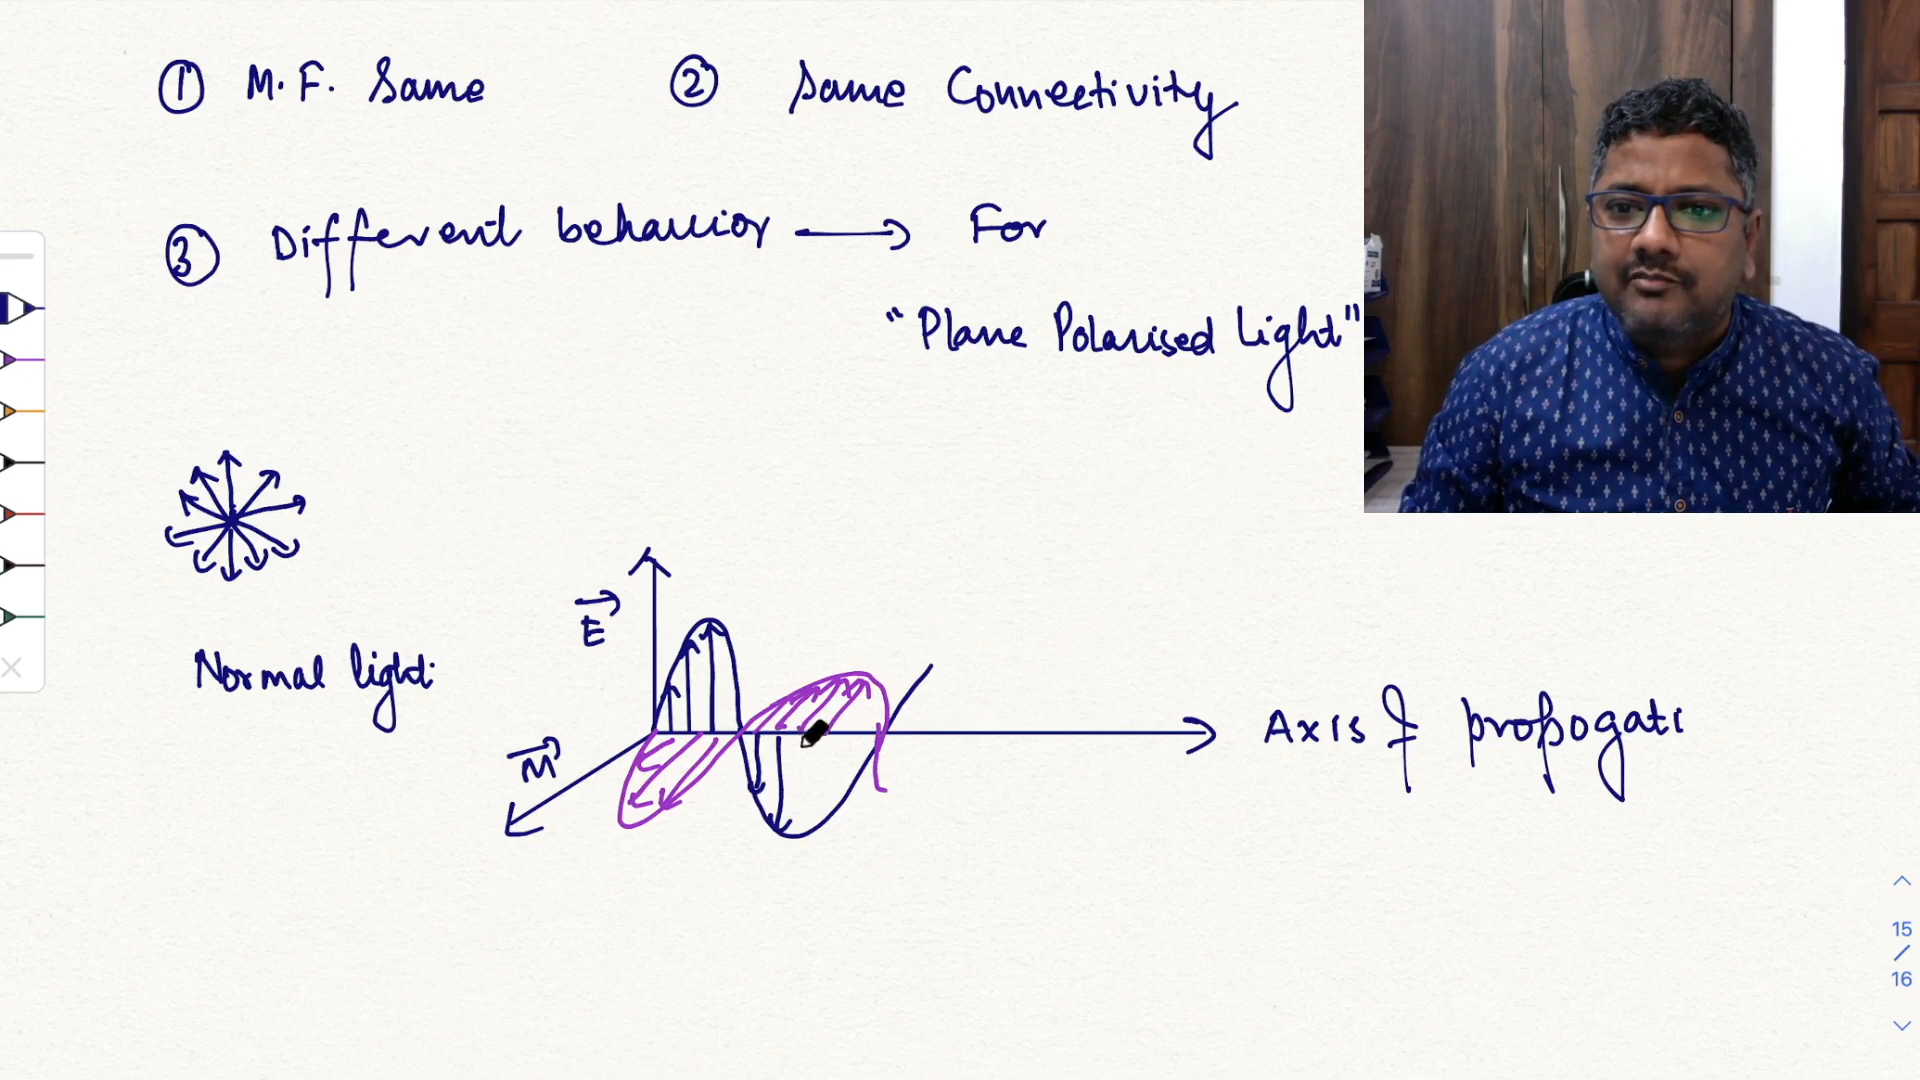 ① M.F. Same
② Same Connectivity
③ Different behavior → For
"Plane Polarised Light"
E
Normal light
M
Axis of propogati
15
/
16